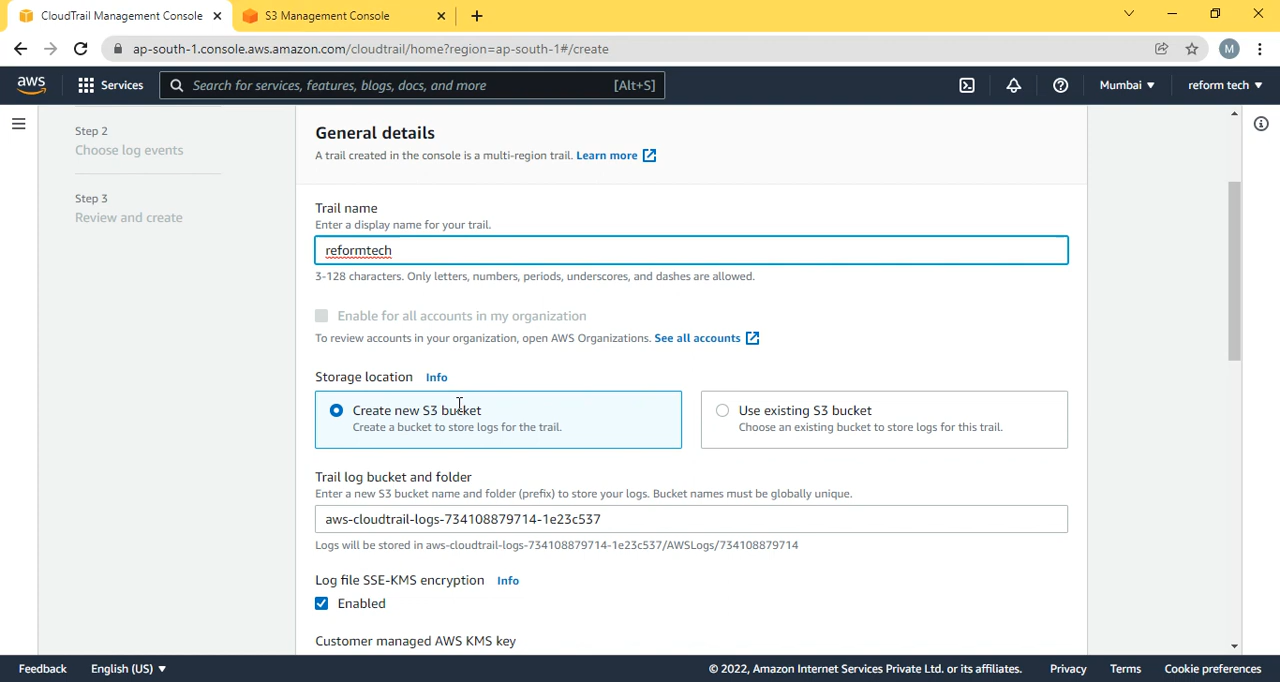 CloudTrail Management Console
S3 Management Console
ap-south-1.console.aws.amazon.com/cloudtrail/home?region=ap-south-1#/create
M
aws
Services
Search for services, features, blogs, docs, and more
[Alt+S]
Mumbai
reform tech
Step 2
Choose log events
Step 3
Review and create
General details
A trail created in the console is a multi-region trail. Learn more
Trail name
Enter a display name for your trail.
reformtech
3-128 characters. Only letters, numbers, periods, underscores, and dashes are allowed.
Enable for all accounts in my organization
To review accounts in your organization, open AWS Organizations. See all accounts
Storage location Info
Create new S3 bucket
Create a bucket to store logs for the trail.
Use existing S3 bucket
Choose an existing bucket to store logs for this trail.
Trail log bucket and folder
Enter a new S3 bucket name and folder (prefix) to store your logs. Bucket names must be globally unique.
aws-cloudtrail-logs-734108879714-1e23c537
Logs will be stored in aws-cloudtrail-logs-734108879714-1e23c537/AWSLogs/734108879714
Log file SSE-KMS encryption Info
Enabled
Customer managed AWS KMS key
Feedback
English (US)
© 2022, Amazon Internet Services Private Ltd. or its affiliates.
Privacy
Terms
Cookie preferences